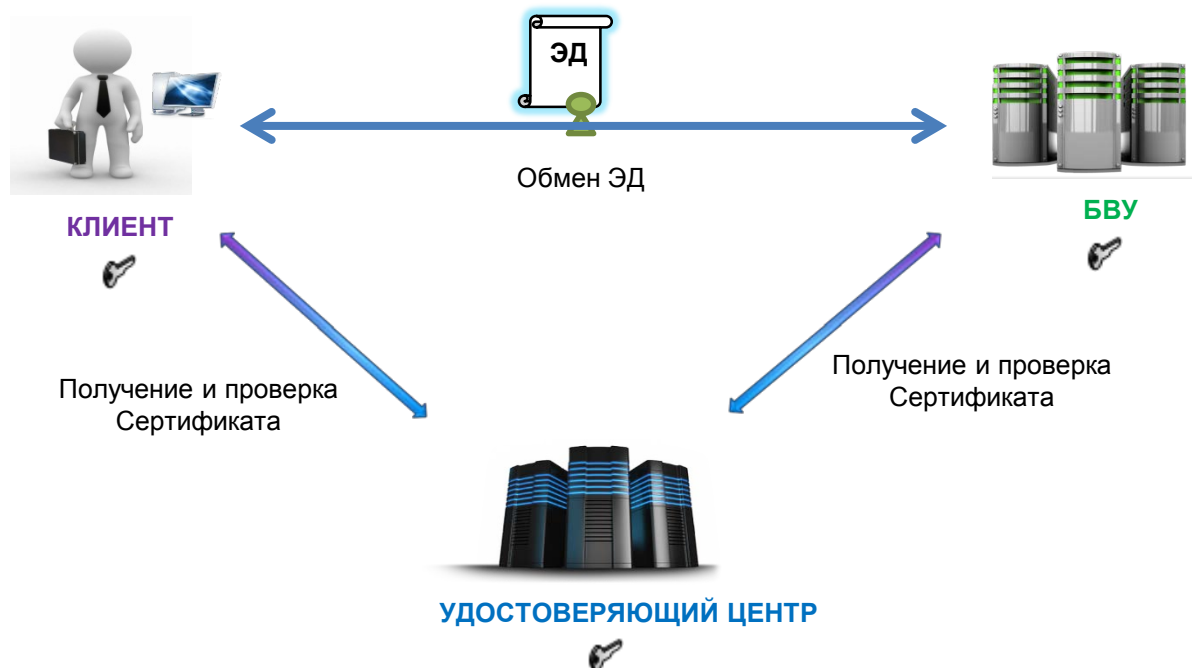 ЭД
Обмен ЭД
КЛИЕНТ
БВУ
Получение и проверка
Сертификата
Получение и проверка
Сертификата
УДОСТОВЕРЯЮЩИЙ ЦЕНТР